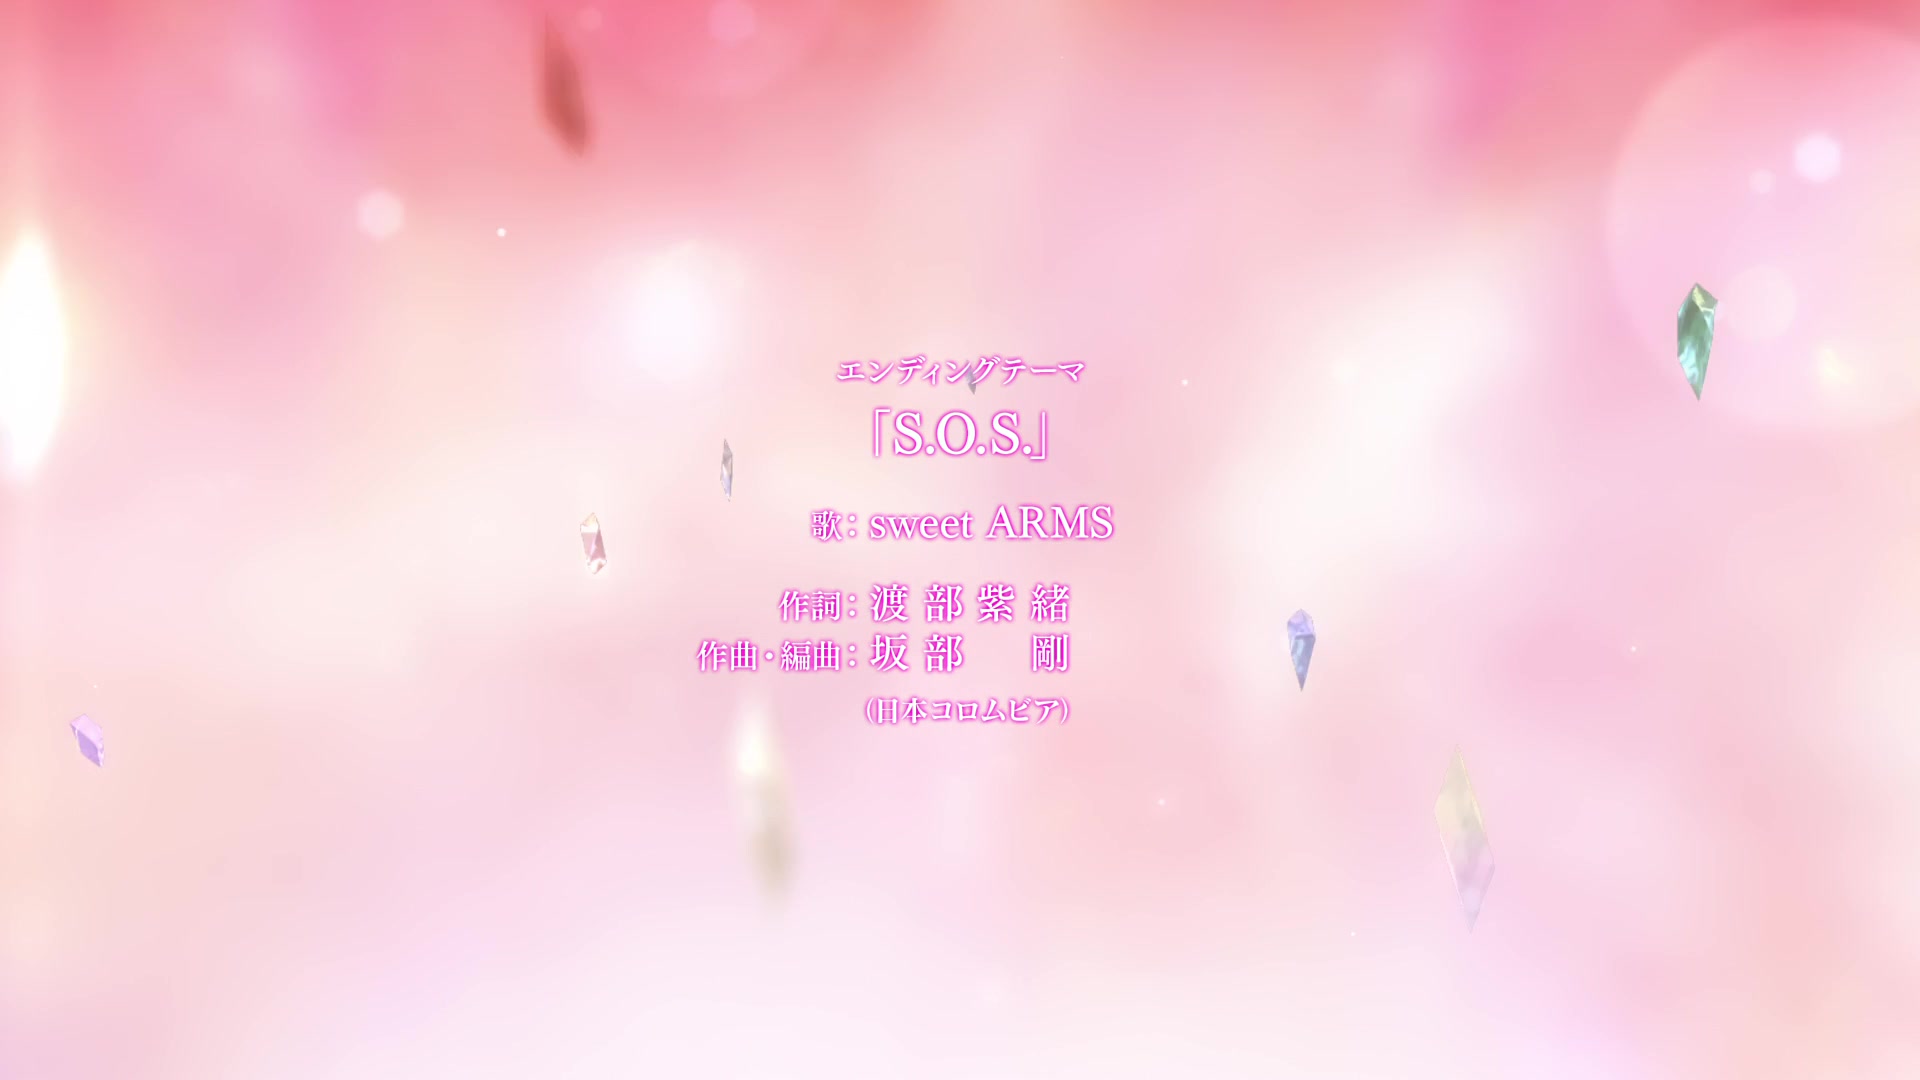 エンディングテーマ
「S.O.S.」
歌：sweet ARMS
作詞：渡部紫緒
作曲・編曲：坂部　剛
（日本コロムビア）